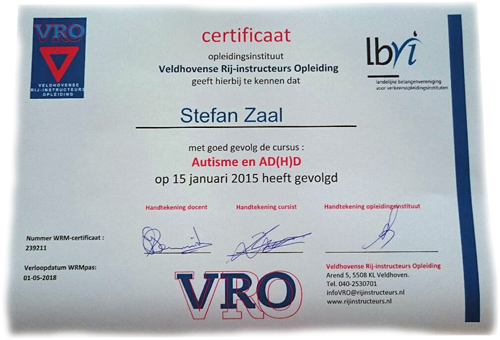 VRO
VELDHOVENSE
RIJ-INSTRUCTEURS
OPLEIDING
certificaat
opleidingsinstituut
Veldhovense Rij-instructeurs Opleiding
geeft hierbij te kennen dat
lbvi
landelijke belangenvereniging
voor verkeersopleidingsinstituten
Stefan Zaal
met goed gevolg de cursus :
Autisme en AD(H)D
op 15 januari 2015 heeft gevolgd
Handtekening docent
Handtekening cursist
Handtekening opleidingsinstituut
Nummer WRM-certificaat :
239211
Verloopdatum WRMpas:
01-05-2018
VRO
Veldhovense Rij-instructeurs Opleiding
Arend 5, 5508 KL Veldhoven.
Tel. 040-2530701
infoVRO@rijinstructeurs.nl
www.rijinstructeurs.nl